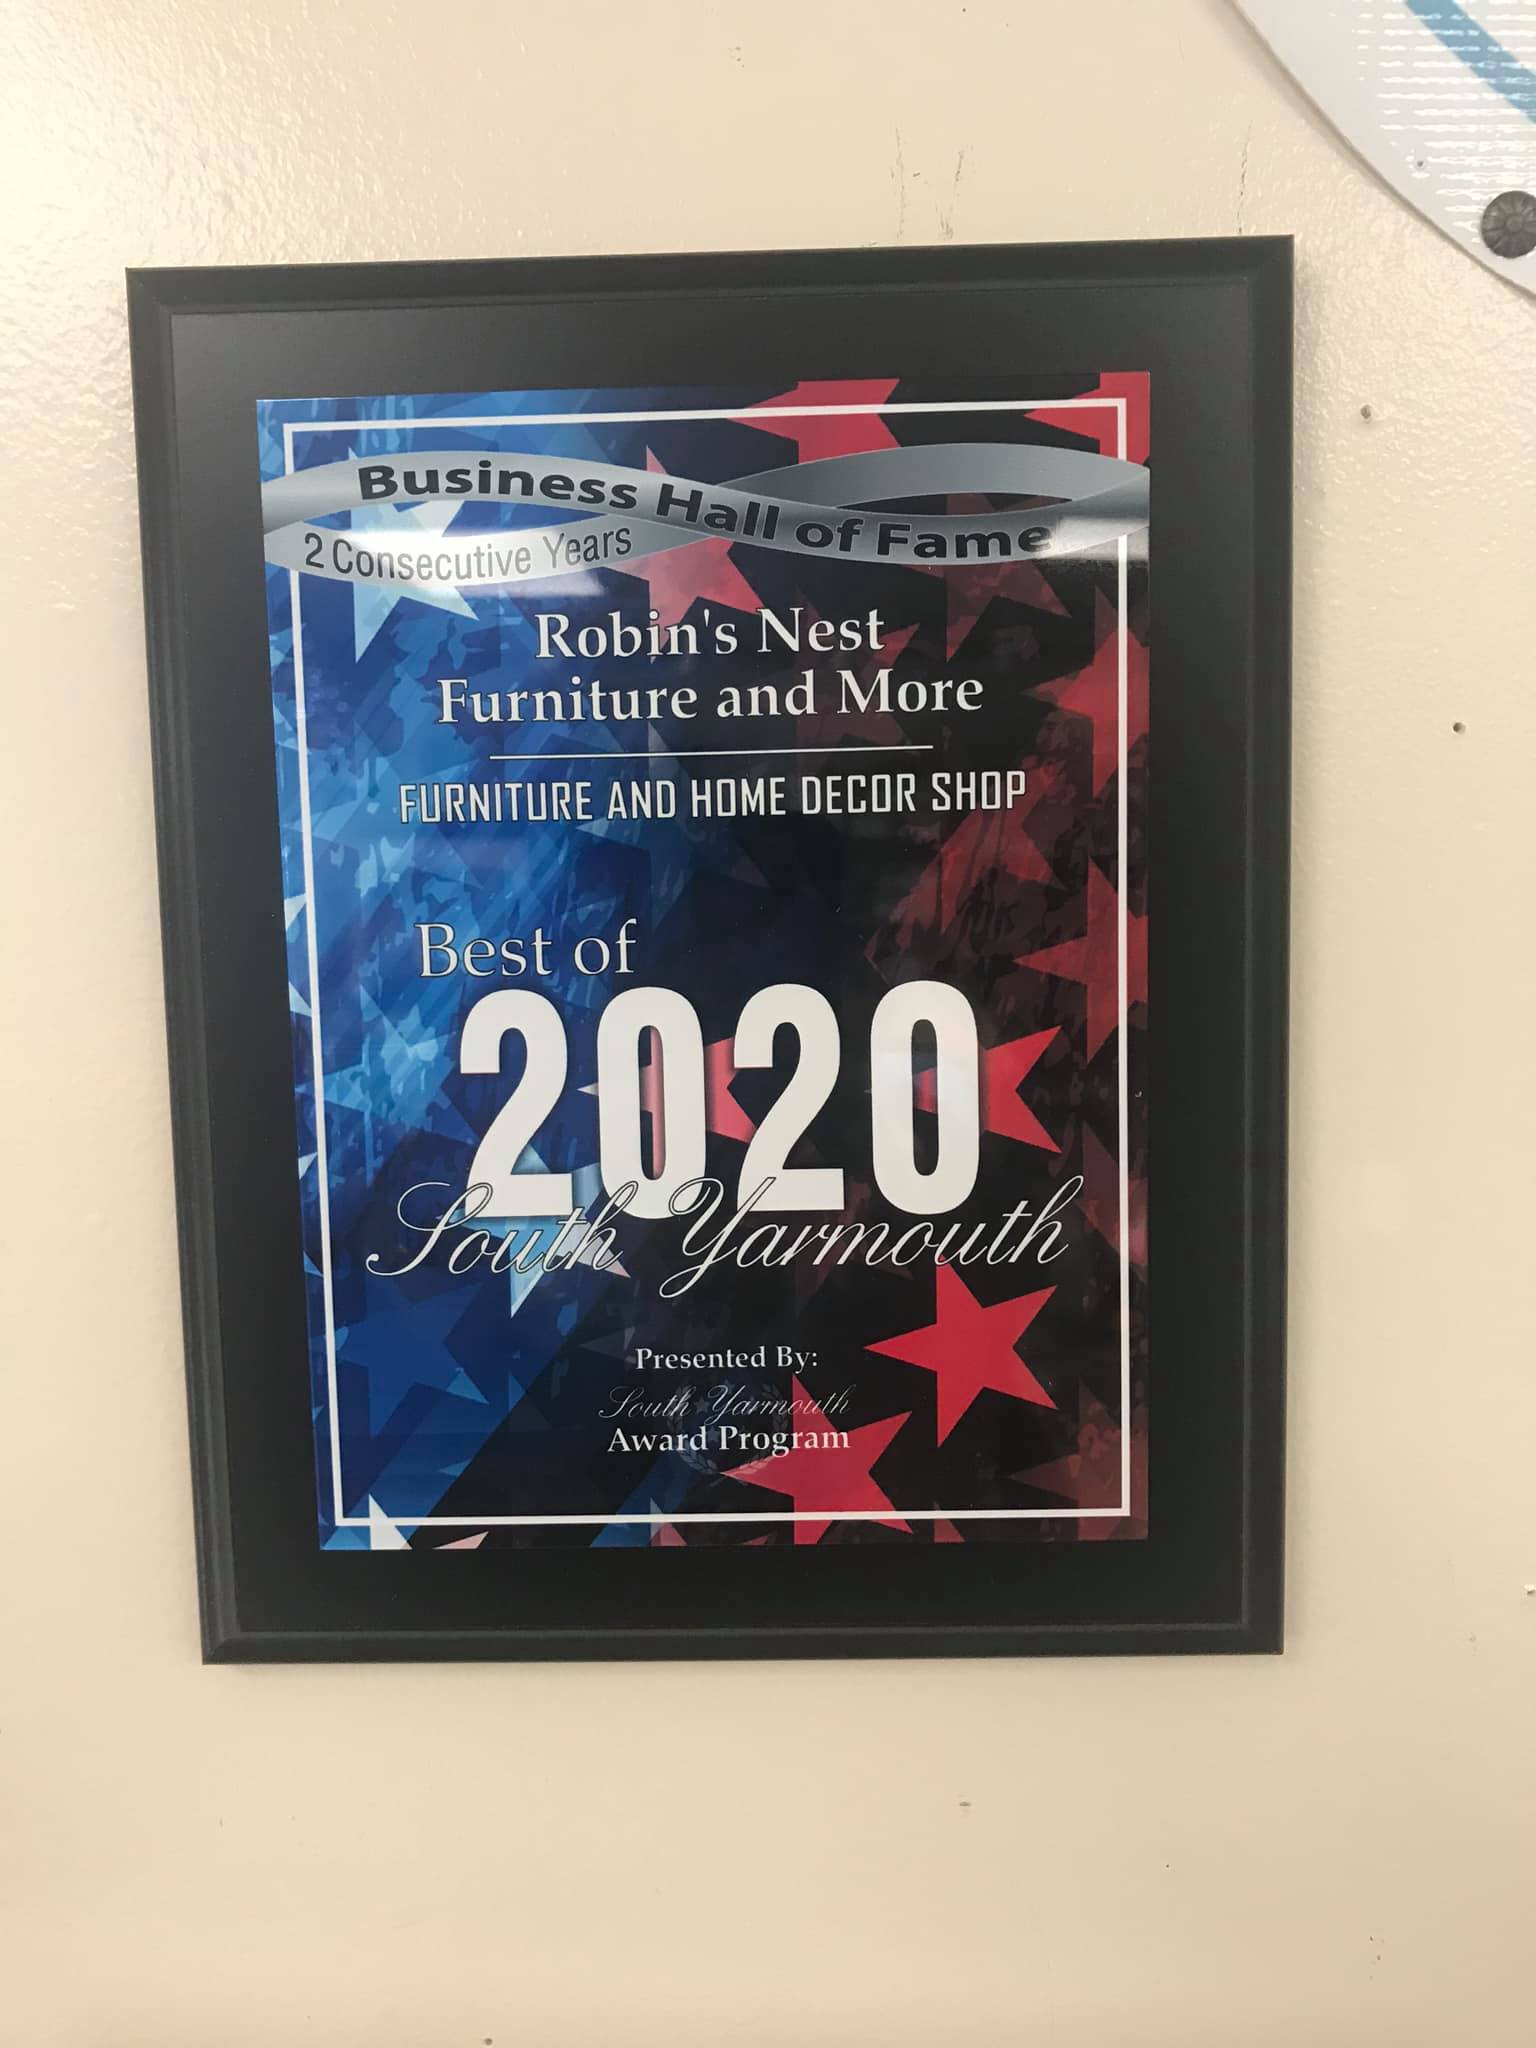 Business Hall of Fame
2 Consecutive Years
Robin's Nest
Furniture and More
FURNITURE AND HOME DECOR SHOP
Best of
2020
South Yarmouth
Presented By:
South Yarmouth
Award Program